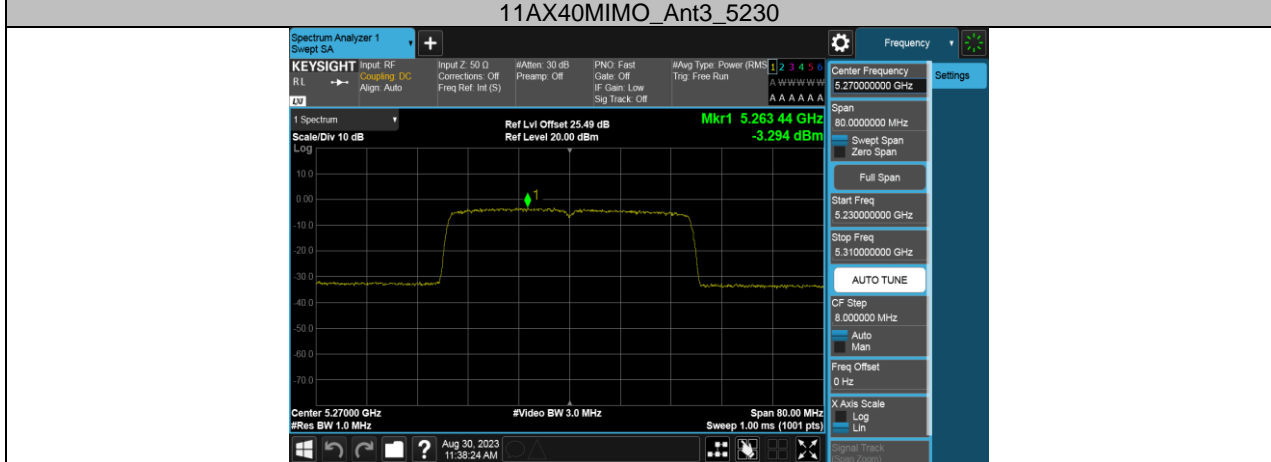 11AX40MIMO_Ant3_5230
Spectrum Analyzer 1
Swept SA
+
Frequency
KEYSIGHT
RL
LXI
Input: RF
Coupling: DC
Align: Auto
Input Z: 50 Ω
Corrections: Off
Freq Ref: Int (S)
#Atten: 30 dB
Preamp: Off
PNO: Fast
Gate: Off
IF Gain: Low
Sig Track: Off
#Avg Type: Power (RMS
Trig: Free Run
1 2 3 4 5 6
A W W W W W
A A A A A A
1 Spectrum
Scale/Div 10 dB
Log
Ref Lvl Offset 25.49 dB
Ref Level 20.00 dBm
Mkr1 5.263 44 GHz
-3.294 dBm
10.0
0.00
-10.0
-20.0
-30.0
-40.0
-50.0
-60.0
-70.0
1
Center 5.27000 GHz
#Res BW 1.0 MHz
#Video BW 3.0 MHz
Span 80.00 MHz
Sweep 1.00 ms (1001 pts)
?
Aug 30, 2023
11:38:24 AM
Center Frequency
5.270000000 GHz
Settings
Span
80.0000000 MHz
Swept Span
Zero Span
Full Span
Start Freq
5.230000000 GHz
Stop Freq
5.310000000 GHz
AUTO TUNE
CF Step
8.000000 MHz
Auto
Man
Freq Offset
0 Hz
X Axis Scale
Log
Lin
Signal Track
(Span Zoom)